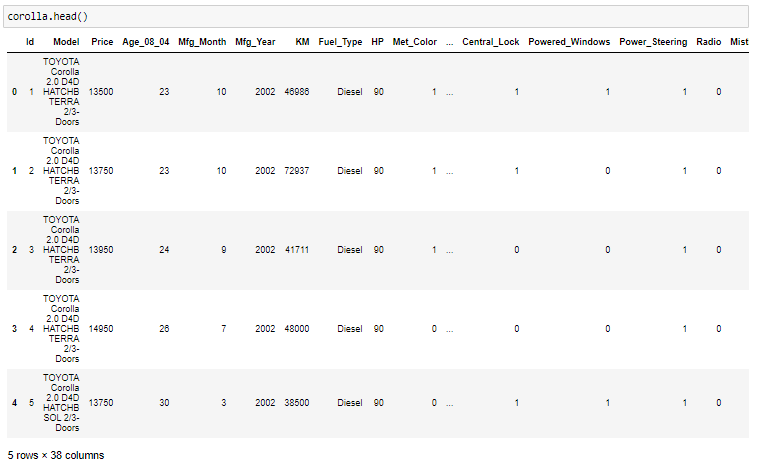 corolla.head()
Id Model Price Age_08_04 Mfg_Month Mfg_Year KM Fuel_Type HP Met_Color ... Central_Lock Powered_Windows Power_Steering Radio Mist
0 1 TOYOTA Corolla 2.0 D4D HATCHB TERRA 2/3-Doors 13500 23 10 2002 46986 Diesel 90 1 ... 1 1 1 0
1 2 TOYOTA Corolla 2.0 D4D HATCHB TERRA 2/3-Doors 13750 23 10 2002 72937 Diesel 90 1 ... 1 0 1 0
2 3 TOYOTA Corolla 2.0 D4D HATCHB TERRA 2/3-Doors 13950 24 9 2002 41711 Diesel 90 1 ... 0 0 1 0
3 4 TOYOTA Corolla 2.0 D4D HATCHB TERRA 2/3-Doors 14950 26 7 2002 48000 Diesel 90 0 ... 0 0 1 0
4 5 TOYOTA Corolla 2.0 D4D HATCHB SOL 2/3-Doors 13750 30 3 2002 38500 Diesel 90 0 ... 1 1 1 0
5 rows × 38 columns